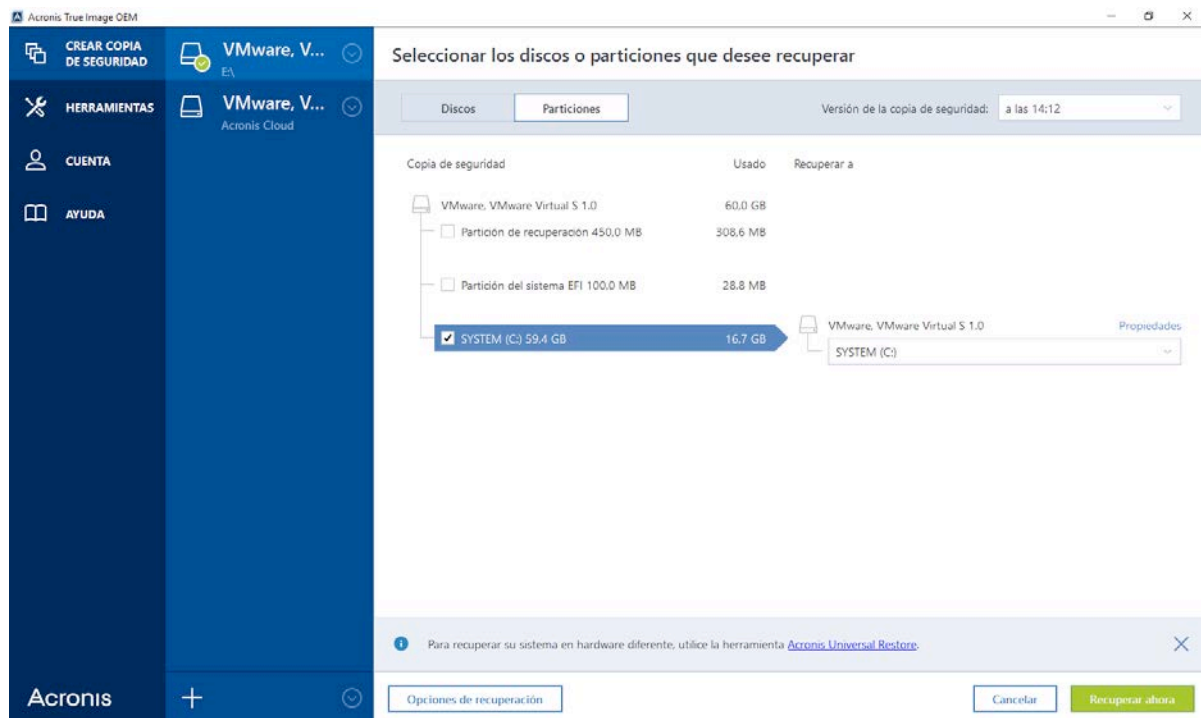 Acronis True Image OEM
CREAR COPIA
DE SEGURIDAD
HERRAMIENTAS
CUENTA
AYUDA
Acronis
VMware, V...
E:\
VMware, V...
Acronis Cloud
Seleccionar los discos o particiones que desee recuperar
Discos
Particiones
Versión de la copia de seguridad:
a las 14:12
Copia de seguridad
Usado
Recuperar a
VMware, VMware Virtual S 1.0
60,0 GB
Partición de recuperación 450,0 MB
308,6 MB
Partición del sistema EFI 100,0 MB
28,8 MB
SYSTEM (C:) 59,4 GB
16,7 GB
VMware, VMware Virtual S 1.0
Propiedades
SYSTEM (C:)
Para recuperar su sistema en hardware diferente, utilice la herramienta Acronis Universal Restore.
Opciones de recuperación
Cancelar
Recuperar ahora